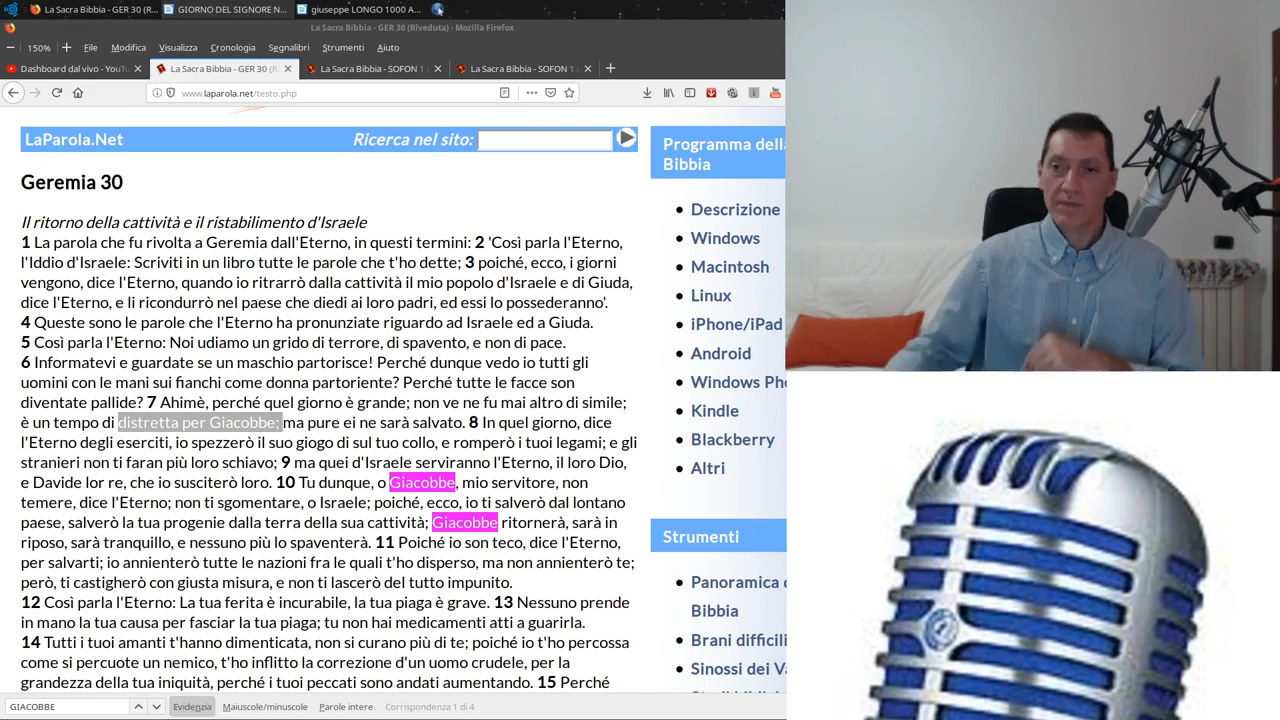 La Sacra Bibbia - GER 30 (R...
GIORNO DEL SIGNORE N...
giuseppe LONGO 1000 A...
La Sacra Bibbia - GER 30 (Riveduta) - Mozilla Firefox
150%
File Modifica Visualizza Cronologia Segnalibri Strumenti Aiuto
Dashboard dal vivo - YouTu
La Sacra Bibbia - GER 30 (Ri
La Sacra Bibbia - SOFON 1 (
La Sacra Bibbia - SOFON 1 (
www.laparola.net/testo.php
LaParola.Net
Ricerca nel sito:
Geremia 30
Il ritorno della cattività e il ristabilimento d'Israele
1 La parola che fu rivolta a Geremia dall'Eterno, in questi termini: 2 'Così parla l'Eterno,
l'Iddio d'Israele: Scriviti in un libro tutte le parole che t'ho dette; 3 poiché, ecco, i giorni
vengono, dice l'Eterno, quando io ritrarrò dalla cattività il mio popolo d'Israele e di Giuda,
dice l'Eterno, e li ricondurrò nel paese che diedi ai loro padri, ed essi lo possederanno'.
4 Queste sono le parole che l'Eterno ha pronunziate riguardo ad Israele ed a Giuda.
5 Così parla l'Eterno: Noi udiamo un grido di terrore, di spavento, e non di pace.
6 Informatevi e guardate se un maschio partorisce! Perché dunque vedo io tutti gli
uomini con le mani sui fianchi come donna partoriente? Perché tutte le facce son
diventate pallide? 7 Ahimè, perché quel giorno è grande; non ve ne fu mai altro di simile;
è un tempo di distretta per Giacobbe; ma pure ei ne sarà salvato. 8 In quel giorno, dice
l'Eterno degli eserciti, io spezzerò il suo giogo di sul tuo collo, e romperò i tuoi legami; e gli
stranieri non ti faran più loro schiavo; 9 ma quei d'Israele serviranno l'Eterno, il loro Dio,
e Davide lor re, che io susciterò loro. 10 Tu dunque, o Giacobbe, mio servitore, non
temere, dice l'Eterno; non ti sgomentare, o Israele; poiché, ecco, io ti salverò dal lontano
paese, salverò la tua progenie dalla terra della sua cattività; Giacobbe ritornerà, sarà in
riposo, sarà tranquillo, e nessuno più lo spaventerà. 11 Poiché io son teco, dice l'Eterno,
per salvarti; io annienterò tutte le nazioni fra le quali t'ho disperso, ma non annienterò te;
però, ti castigherò con giusta misura, e non ti lascerò del tutto impunito.
12 Così parla l'Eterno: La tua ferita è incurabile, la tua piaga è grave. 13 Nessuno prende
in mano la tua causa per fasciar la tua piaga; tu non hai medicamenti atti a guarirla.
14 Tutti i tuoi amanti t'hanno dimenticata, non si curano più di te; poiché io t'ho percossa
come si percuote un nemico, t'ho inflitto la correzione d'un uomo crudele, per la
grandezza della tua iniquità, perché i tuoi peccati sono andati aumentando. 15 Perché
Programma della
Bibbia
Descrizione
Windows
Macintosh
Linux
iPhone/iPad
Android
Windows Pho
Kindle
Blackberry
Altri
Strumenti
Panoramica d
Bibbia
Brani difficili
Sinossi dei Va
GIACOBBE
Evidenzia Maiuscole/minuscole Parole intere Corrispondenza 1 di 4